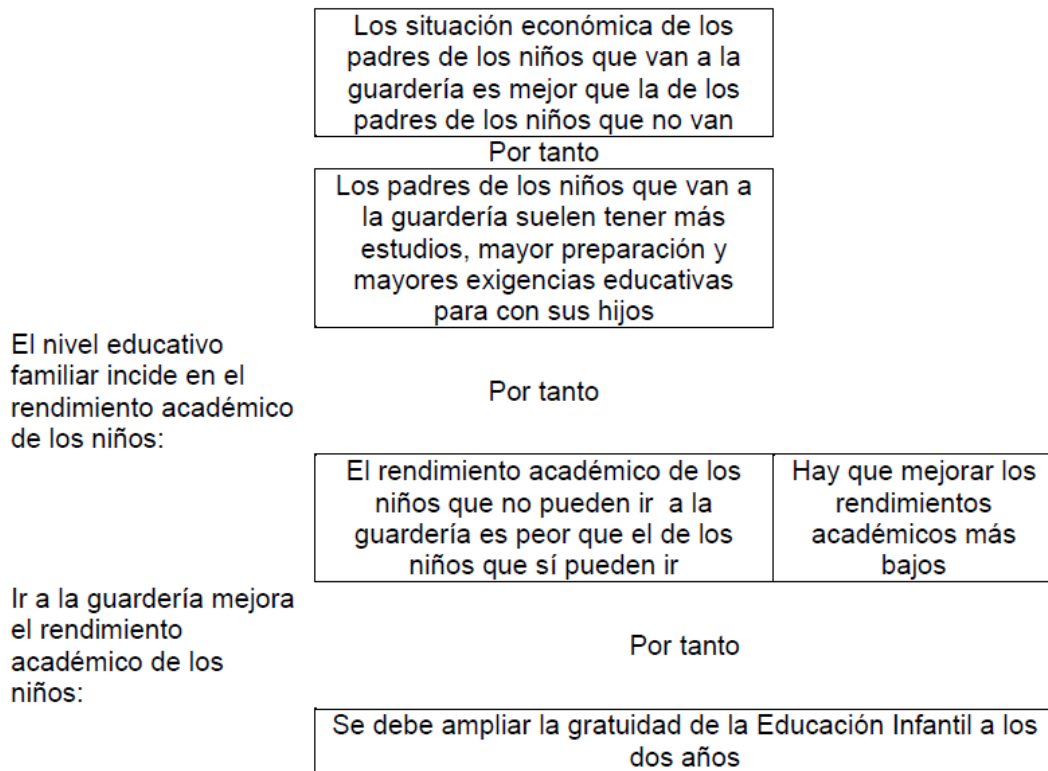 Los situación económica de los
padres de los niños que van a la
guardería es mejor que la de los
padres de los niños que no van
Por tanto
Los padres de los niños que van a
la guardería suelen tener más
estudios, mayor preparación y
mayores exigencias educativas
para con sus hijos
El nivel educativo
familiar incide en el
rendimiento académico
de los niños:
Por tanto
El rendimiento académico de los
niños que no pueden ir a la
guardería es peor que el de los
niños que sí pueden ir
Hay que mejorar los
rendimientos
académicos más
bajos
Ir a la guardería mejora
el rendimiento
académico de los
niños:
Por tanto
Se debe ampliar la gratuidad de la Educación Infantil a los
dos años